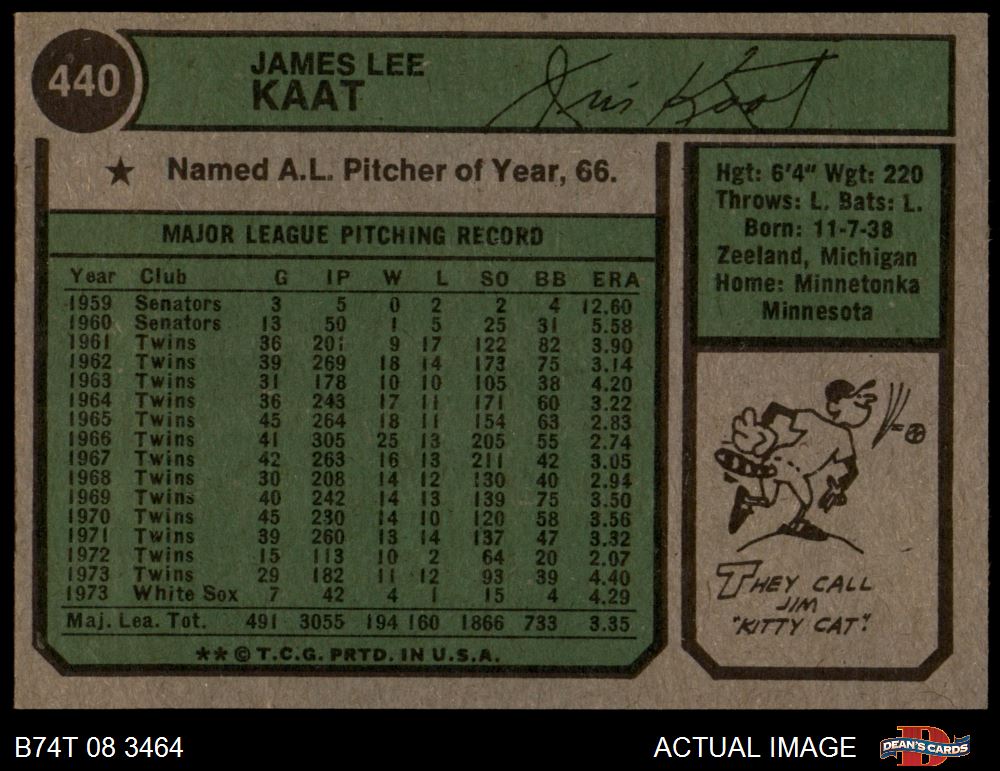 440
JAMES LEE
KAAT
Jim Kaat
★ Named A.L. Pitcher of Year, 66.
MAJOR LEAGUE PITCHING RECORD
Year Club G IP W L SO BB ERA
1959 Senators 3 5 0 2 2 4 12.60
1960 Senators 13 50 1 5 25 31 5.58
1961 Twins 36 201 9 17 122 82 3.90
1962 Twins 39 269 18 14 173 75 3.14
1963 Twins 31 178 10 10 105 38 4.20
1964 Twins 36 243 17 11 171 60 3.22
1965 Twins 45 264 18 11 154 63 2.83
1966 Twins 41 305 25 13 205 55 2.74
1967 Twins 42 263 16 13 211 42 3.05
1968 Twins 30 208 14 12 130 40 2.94
1969 Twins 40 242 14 13 139 75 3.50
1970 Twins 45 230 14 10 120 58 3.56
1971 Twins 39 260 13 14 137 47 3.32
1972 Twins 15 113 10 2 64 20 2.07
1973 Twins 29 182 11 12 93 39 4.40
1973 White Sox 7 42 4 1 15 4 4.29
Maj. Lea. Tot. 491 3055 194 160 1866 733 3.35
★★ © T.C.G. PRTD. IN U.S.A.
Hgt: 6'4" Wgt: 220
Throws: L. Bats: L.
Born: 11-7-38
Zeeland, Michigan
Home: Minnetonka
Minnesota
THEY CALL
JIM
"KITTY CAT".
B74T 08 3464
ACTUAL IMAGE
DEAN'S CARDS